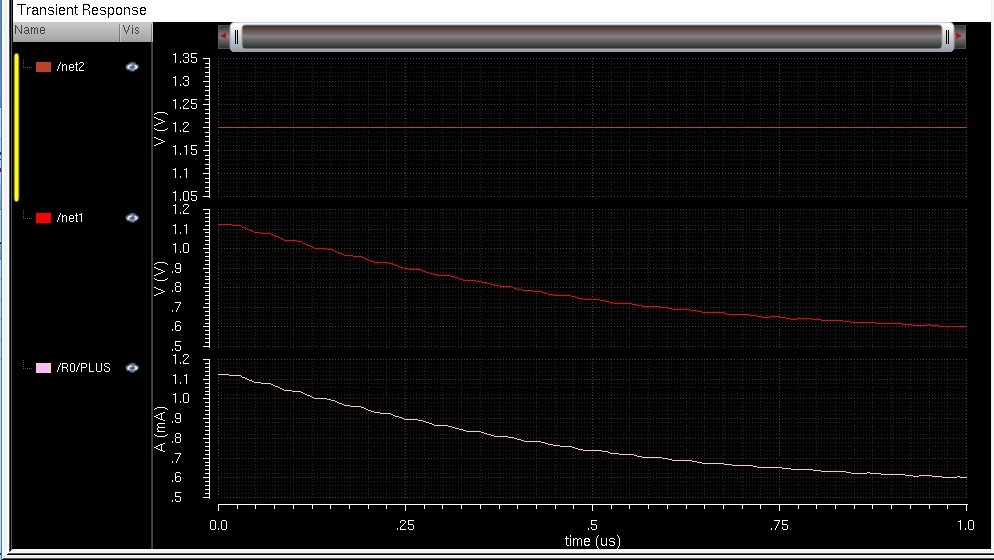 Transient Response
Name Vis
/net2
/net1
/R0/PLUS
V (V)
1.35
1.3
1.25
1.2
1.15
1.1
1.05
V (V)
1.2
1.1
1.0
.9
.8
.7
.6
.5
A (mA)
1.2
1.1
1.0
.9
.8
.7
.6
.5
0.0 .25 .5 .75 1.0
time (us)